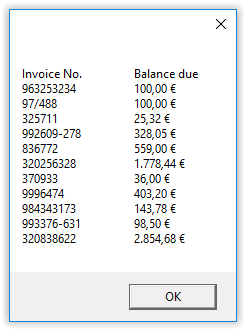 Invoice No. Balance due
963253234 100,00 €
97/488 100,00 €
325711 25,32 €
992609-278 328,05 €
836772 559,00 €
320256328 1.778,44 €
370933 36,00 €
9996474 403,20 €
984343173 143,78 €
993376-631 98,50 €
320838622 2.854,68 €
OK